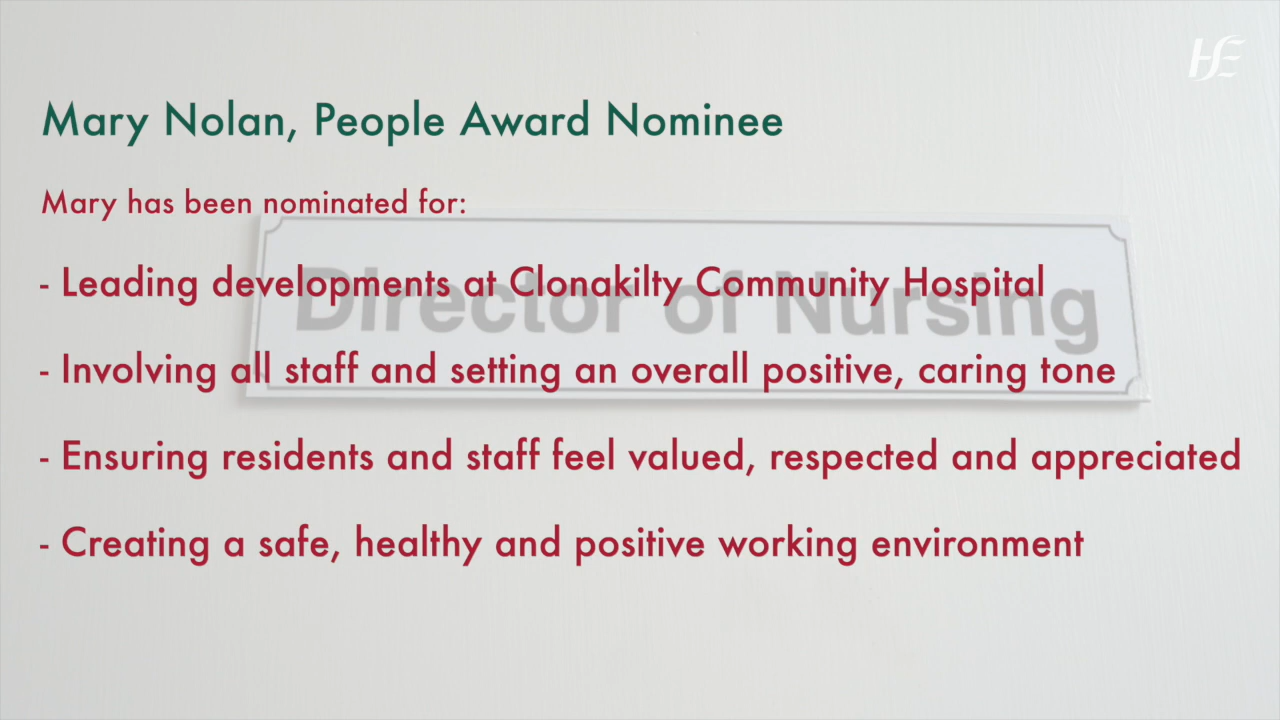 HSE
Mary Nolan, People Award Nominee
Mary has been nominated for:
- Leading developments at Clonakilty Community Hospital
Director of Nursing
- Involving all staff and setting an overall positive, caring tone
- Ensuring residents and staff feel valued, respected and appreciated
- Creating a safe, healthy and positive working environment